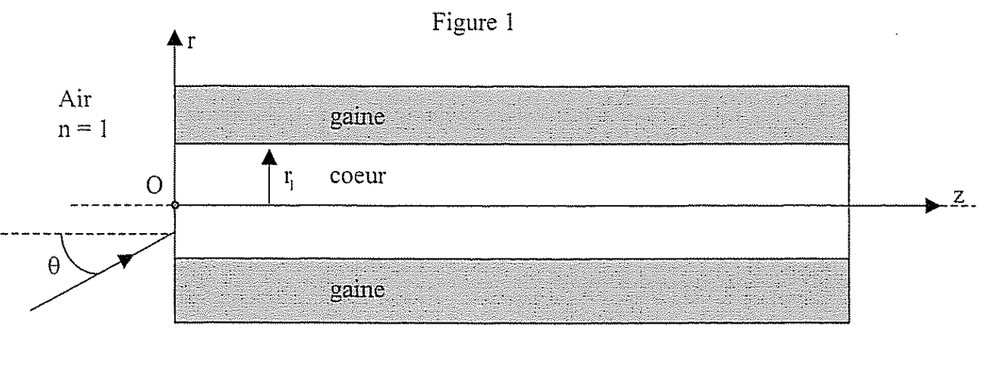 Figure 1
r
Air
n = 1
gaine
O
r₁ coeur
z
θ
gaine